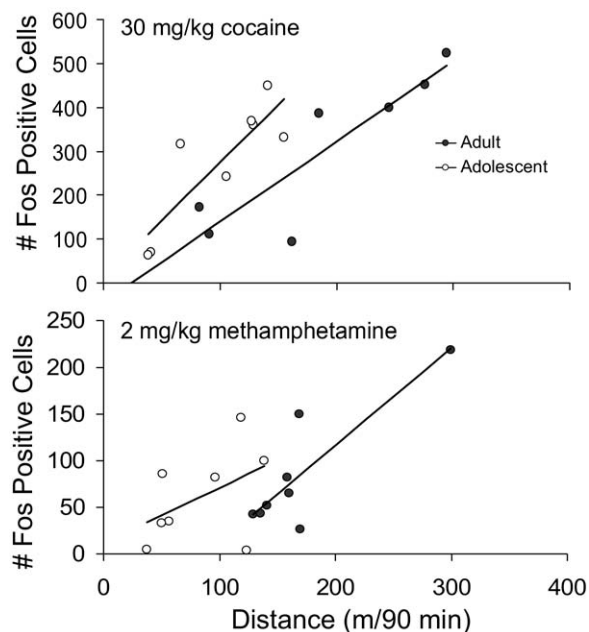 30 mg/kg cocaine
# Fos Positive Cells
600
500
400
300
200
100
0
Adult
Adolescent
2 mg/kg methamphetamine
# Fos Positive Cells
250
200
150
100
50
0
0 100 200 300 400
Distance (m/90 min)